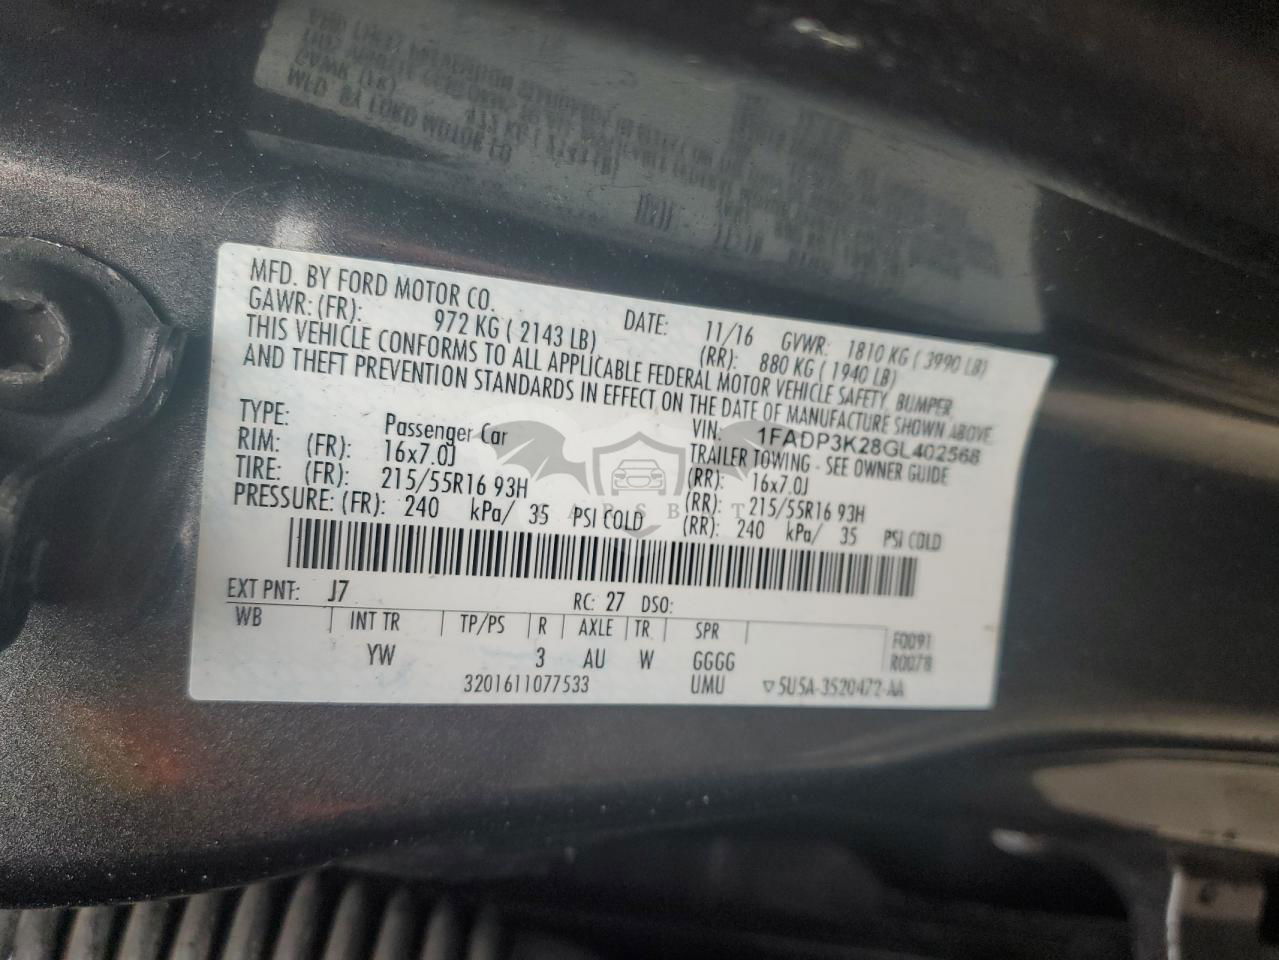 MFD. BY FORD MOTOR CO. DATE: 11/16 GVWR: 1810 KG ( 3990 LB)
GAWR: (FR): 972 KG ( 2143 LB) (RR): 880 KG ( 1940 LB)
THIS VEHICLE CONFORMS TO ALL APPLICABLE FEDERAL MOTOR VEHICLE SAFETY, BUMPER,
AND THEFT PREVENTION STANDARDS IN EFFECT ON THE DATE OF MANUFACTURE SHOWN ABOVE.
VIN: 1FADP3K28GL402568
TYPE: Passenger Car TRAILER TOWING - SEE OWNER GUIDE
RIM: (FR): 16x7.0J (RR): 16x7.0J
TIRE: (FR): 215/55R16 93H (RR): 215/55R16 93H
PRESSURE: (FR): 240 kPa/ 35 PSI COLD (RR): 240 kPa/ 35 PSI COLD
EXT PNT: J7 RC: 27 DSO:
WB INT TR TP/PS R AXLE TR SPR F0091
YW 3 AU W GGGG R0078
3201611077533 UMU ▽ 5U5A-3520472-AA